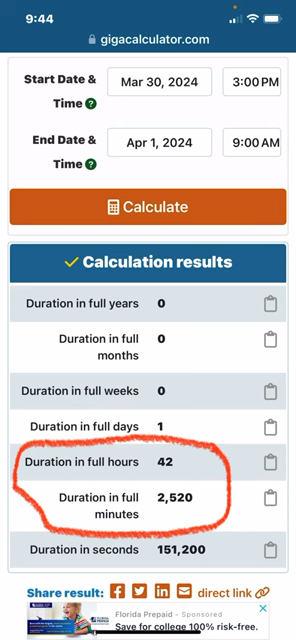 9:44
gigacalculator.com
Start Date & Time ? Mar 30, 2024 3:00 PM
End Date & Time ? Apr 1, 2024 9:00 AM
Calculate
Calculation results
Duration in full years 0
Duration in full months 0
Duration in full weeks 0
Duration in full days 1
Duration in full hours 42
Duration in full minutes 2,520
Duration in seconds 151,200
Share result: direct link
Florida Prepaid - Sponsored
Save for college 100% risk-free.